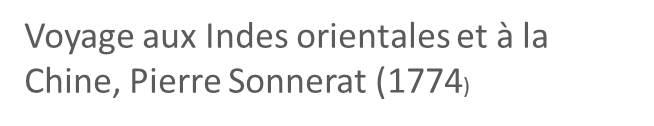 Voyage aux Indes orientales et à la
Chine, Pierre Sonnerat (1774)